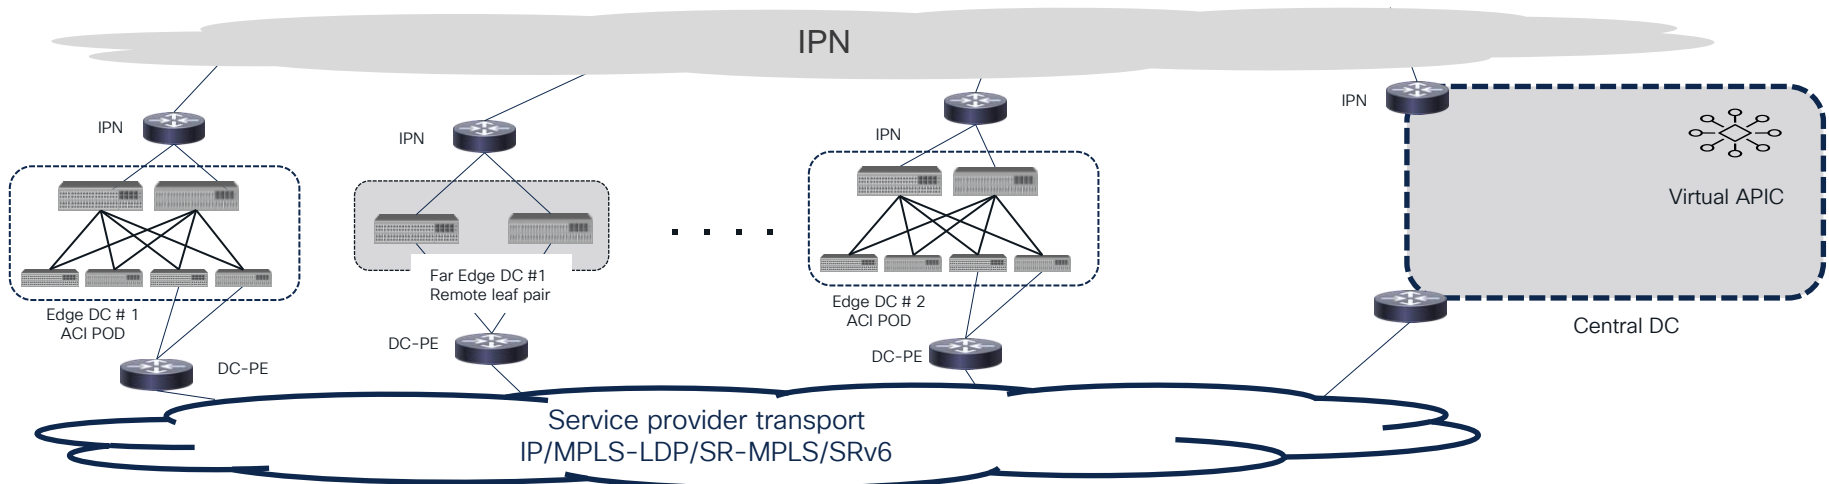 IPN
IPN
IPN
IPN
IPN
Virtual APIC
Far Edge DC #1
Remote leaf pair
Edge DC # 1
ACI POD
Edge DC # 2
ACI POD
Central DC
DC-PE
DC-PE
DC-PE
Service provider transport
IP/MPLS-LDP/SR-MPLS/SRv6